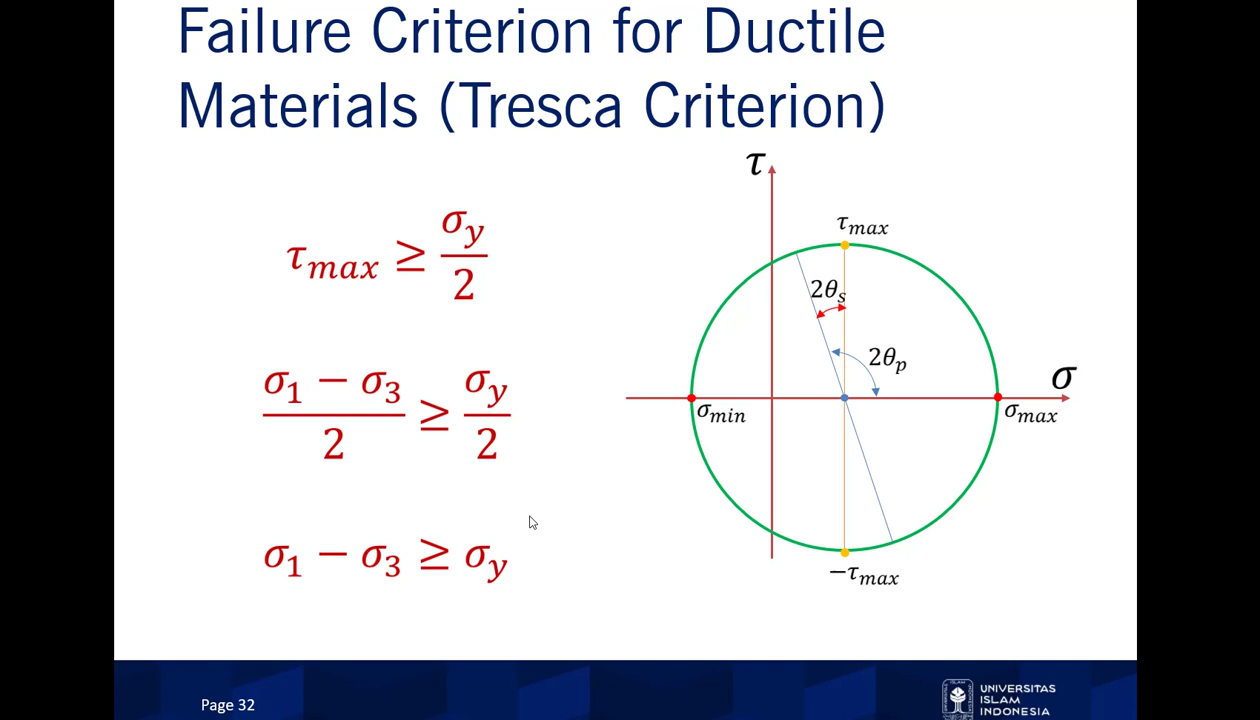 Failure Criterion for Ductile
Materials (Tresca Criterion)
τ_max ≥ σ_y/2
(σ_1 − σ_3)/2 ≥ σ_y/2
σ_1 − σ_3 ≥ σ_y
τ
τ_max
2θ_s
2θ_p
σ
σ_min
σ_max
−τ_max
Page 32
UNIVERSITAS
ISLAM
INDONESIA